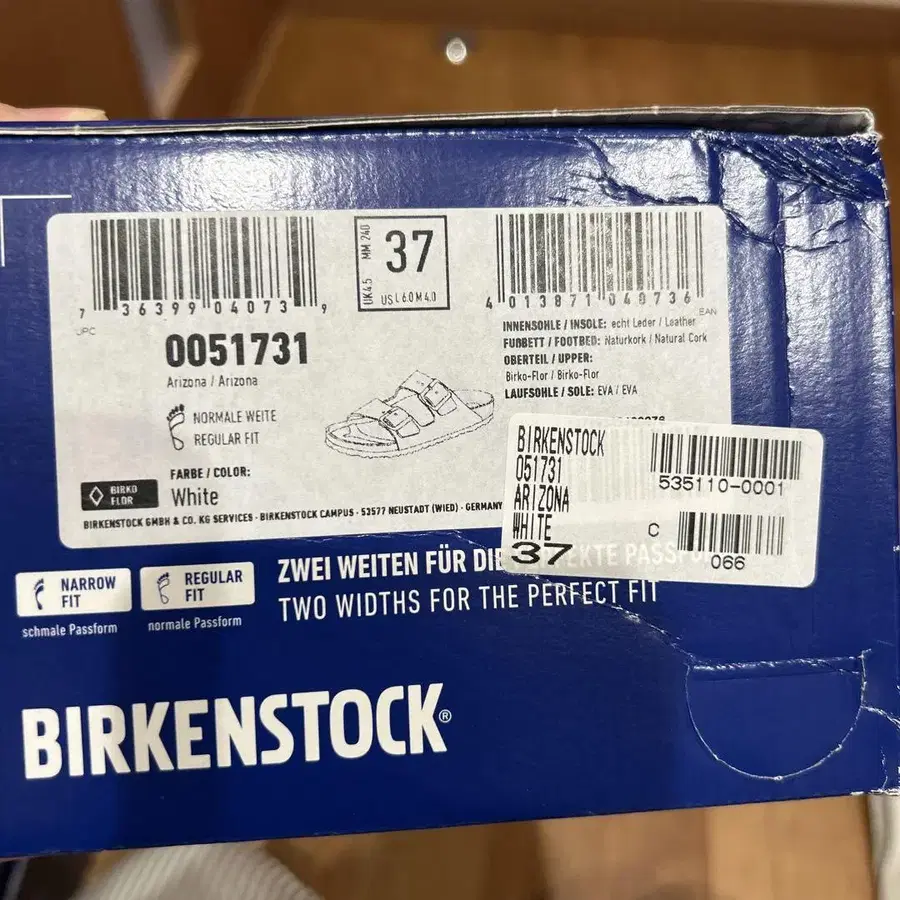 T
7 36399 04073 9
UPC
UK4.5 MM 240
37
US L6.0 M4.0
4 013871 040736
EAN
0051731
Arizona / Arizona
NORMALE WEITE
REGULAR FIT
INNENSOHLE / INSOLE: echt Leder / Leather
FUẞBETT / FOOTBED: Naturkork / Natural Cork
OBERTEIL / UPPER:
Birko-Flor / Birko-Flor
LAUFSOHLE / SOLE: EVA / EVA
FARBE / COLOR:
White
BIRKO
FLOR
BIRKENSTOCK GMBH & CO. KG SERVICES · BIRKENSTOCK CAMPUS · 53577 NEUSTADT (WIED) · GERMANY
BIRKENSTOCK
051731
ARIZONA
WHITE
37
535110-0001
C
066
NARROW
FIT
schmale Passform
REGULAR
FIT
normale Passform
ZWEI WEITEN FÜR DIE
TWO WIDTHS FOR THE PERFECT FIT
BIRKENSTOCK®